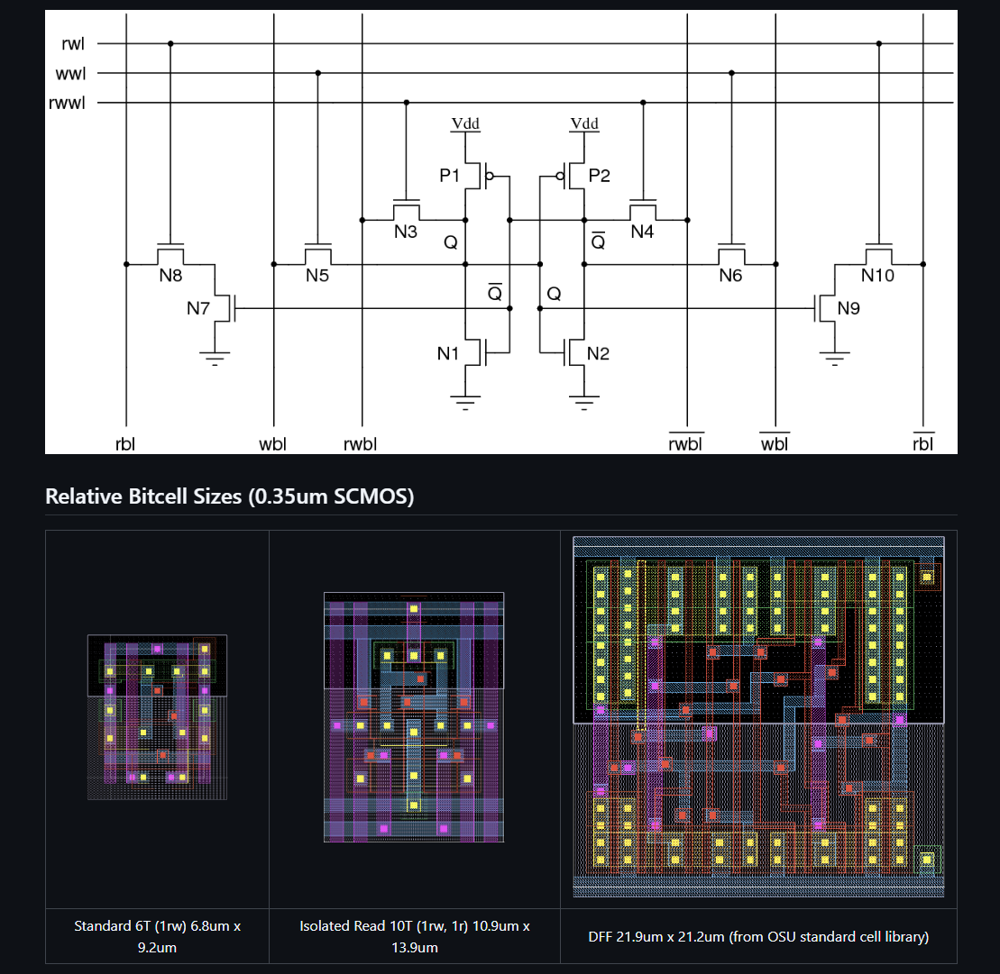 rwl
wwl
rwwl
Vdd Vdd
P1 P2
N3 N4
Q Q̅
N8 N5 N6 N10
Q̅ Q
N7 N9
N1 N2
rbl wbl rwbl r̅w̅b̅l̅ w̅b̅l̅ r̅b̅l̅
Relative Bitcell Sizes (0.35um SCMOS)
Standard 6T (1rw) 6.8um x
9.2um
Isolated Read 10T (1rw, 1r) 10.9um x
13.9um
DFF 21.9um x 21.2um (from OSU standard cell library)